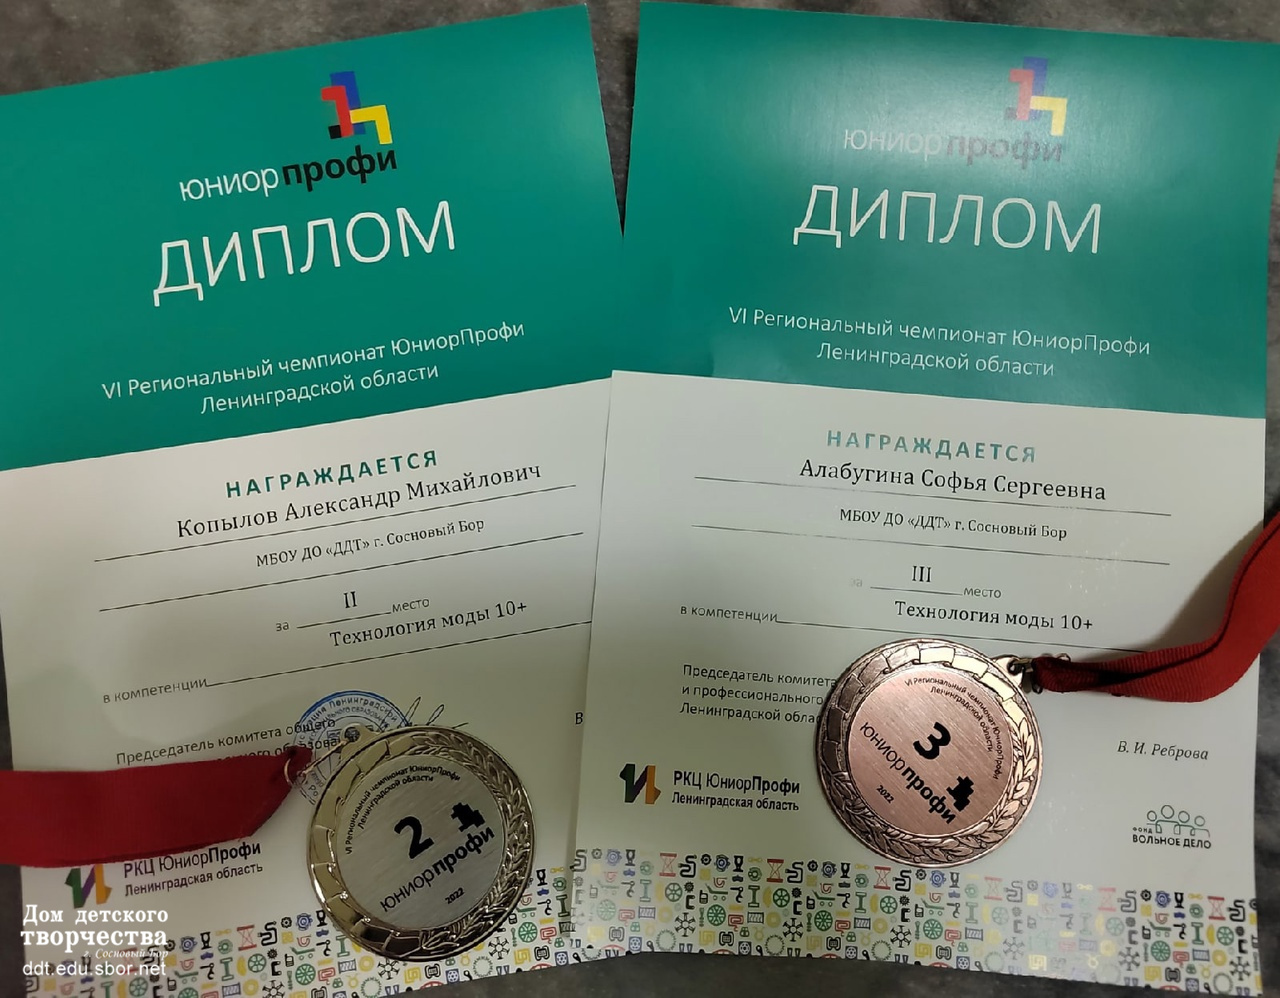 ЮНИОРПРОФИ
ДИПЛОМ
VI Региональный чемпионат ЮниорПрофи
Ленинградской области
НАГРАЖДАЕТСЯ
Копылов Александр Михайлович
МБОУ ДО «ДДТ» г. Сосновый Бор
за II место
Технология моды 10+
в компетенции
Председатель комитета общего
РКЦ ЮниорПрофи
Ленинградская область
VI Региональный чемпионат ЮниорПрофи
Ленинградской области
2
ЮНИОРПРОФИ
2022
ЮНИОРПРОФИ
ДИПЛОМ
VI Региональный чемпионат ЮниорПрофи
Ленинградской области
НАГРАЖДАЕТСЯ
Алабугина Софья Сергеевна
МБОУ ДО «ДДТ» г. Сосновый Бор
за III место
в компетенции Технология моды 10+
Председатель комитета
и профессионального
Ленинградской
В. И. Реброва
РКЦ ЮниорПрофи
Ленинградская область
ФОНД
ВОЛЬНОЕ ДЕЛО
VI Региональный чемпионат ЮниорПрофи
Ленинградской области
3
ЮНИОРПРОФИ
2022
Дом детского
творчества
г. Сосновый Бор
ddt.edu.sbor.net